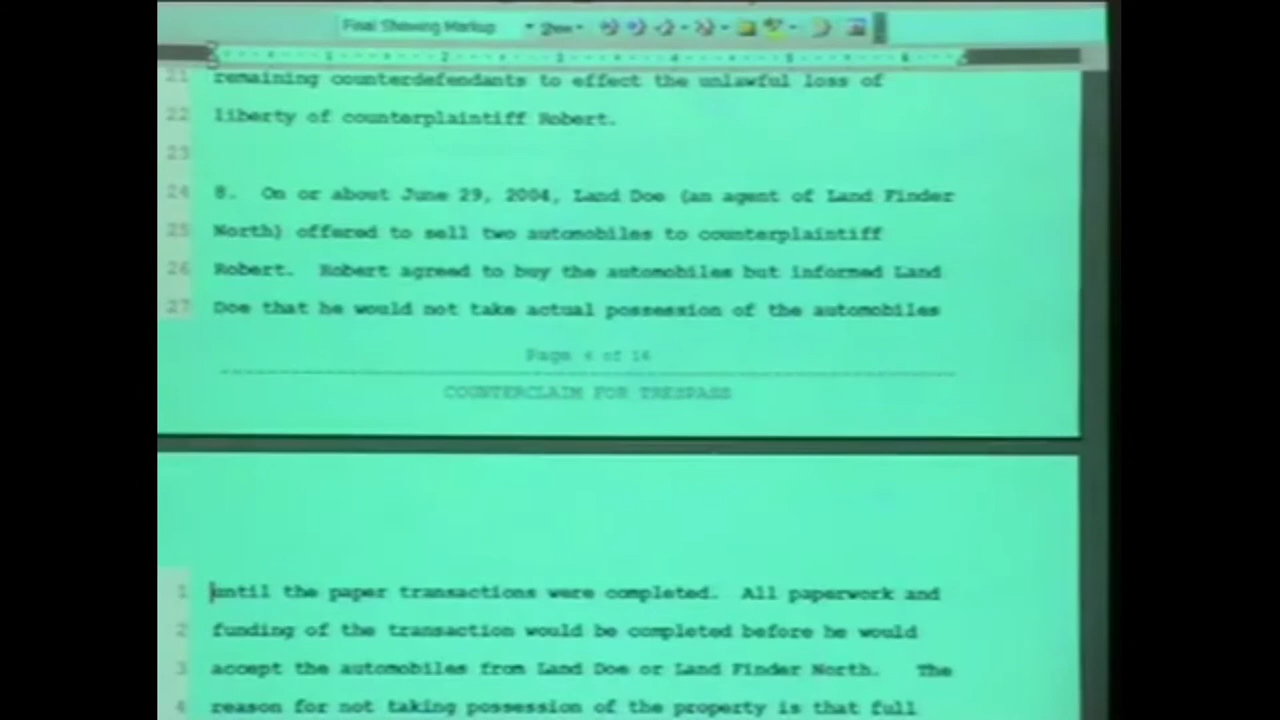 Final Showing Markup
21 remaining counterdefendants to effect the unlawful loss of
22 liberty of counterplaintiff Robert.
23
24 8. On or about June 29, 2004, Land Doe (an agent of Land Finder
25 North) offered to sell two automobiles to counterplaintiff
26 Robert. Robert agreed to buy the automobiles but informed Land
27 Doe that he would not take actual possession of the automobiles
Page 4 of 14
COUNTERCLAIM FOR TRESPASS
1 until the paper transactions were completed. All paperwork and
2 funding of the transaction would be completed before he would
3 accept the automobiles from Land Doe or Land Finder North. The
4 reason for not taking possession of the property is that full